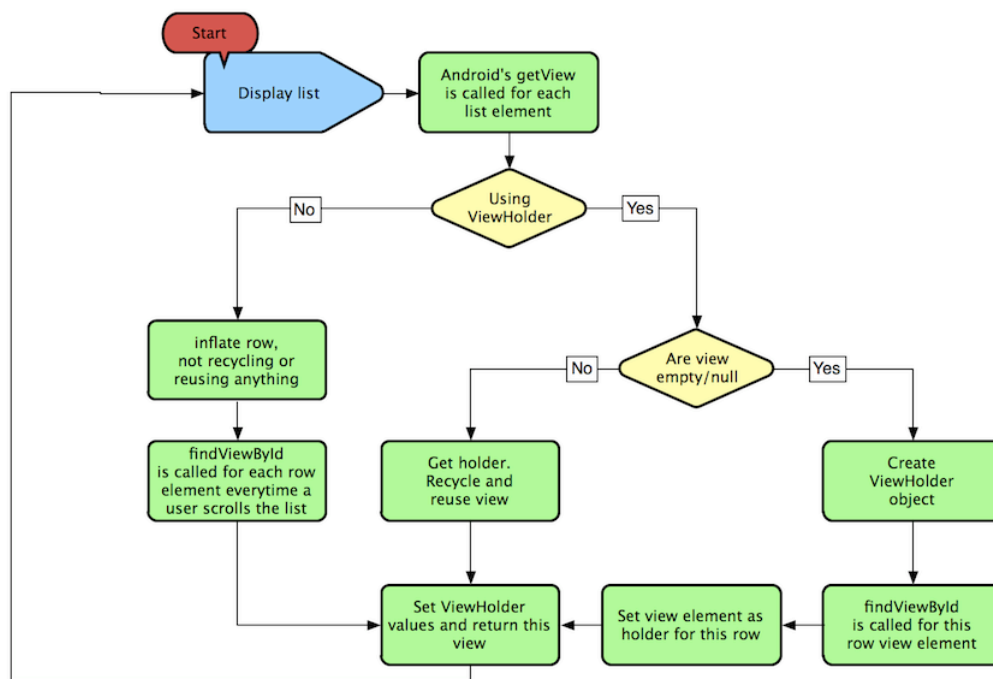 Start
Display list
Android's getView
is called for each
list element
Using
ViewHolder
No
Yes
inflate row,
not recycling or
reusing anything
Are view
empty/null
No
Yes
findViewById
is called for each row
element everytime a
user scrolls the list
Get holder.
Recycle and
reuse view
Create
ViewHolder
object
Set ViewHolder
values and return this
view
Set view element as
holder for this row
findViewById
is called for this
row view element